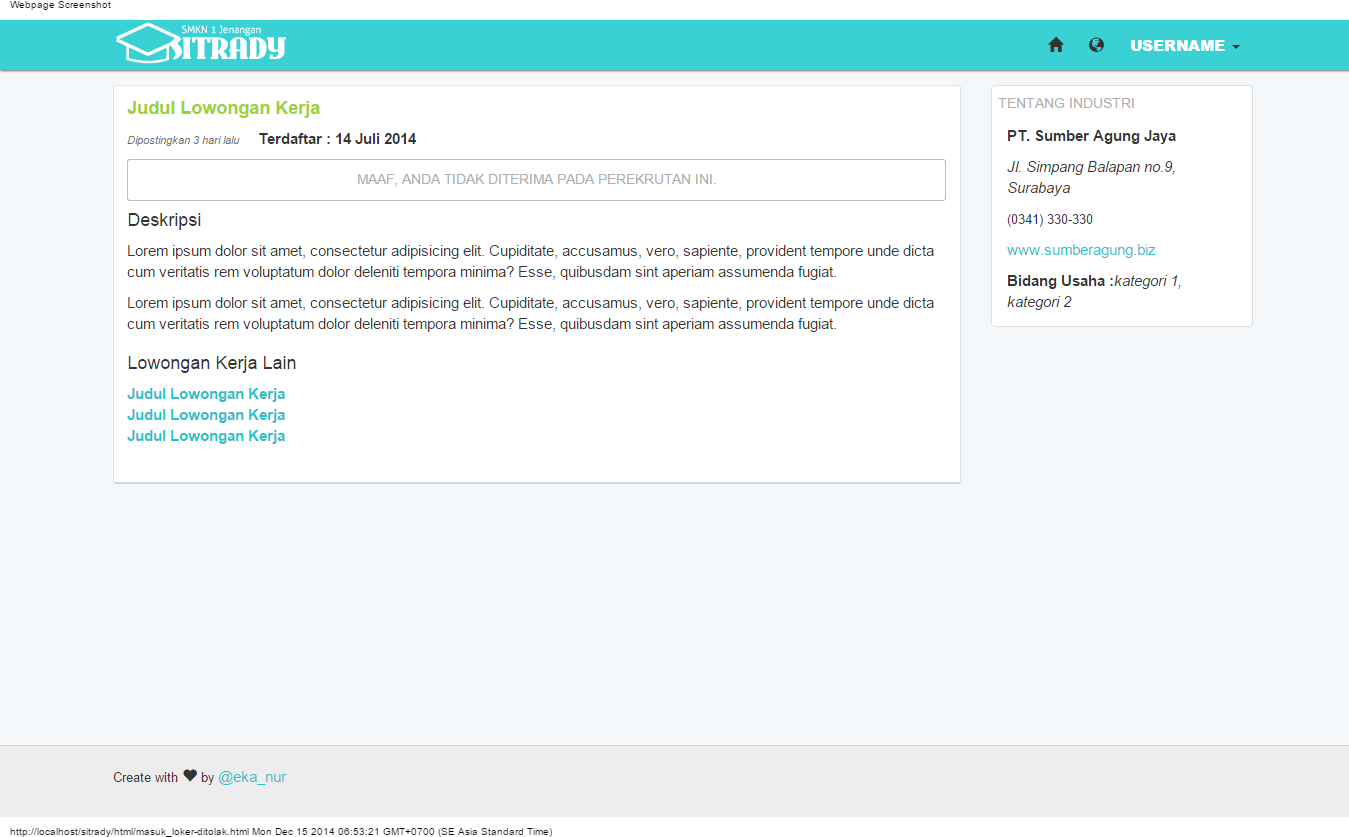 Webpage Screenshot
SMKN 1 Jenangan
SITRADY
USERNAME
Judul Lowongan Kerja
Dipostingkan 3 hari lalu Terdaftar : 14 Juli 2014
MAAF, ANDA TIDAK DITERIMA PADA PEREKRUTAN INI.
Deskripsi
Lorem ipsum dolor sit amet, consectetur adipisicing elit. Cupiditate, accusamus, vero, sapiente, provident tempore unde dicta
cum veritatis rem voluptatum dolor deleniti tempora minima? Esse, quibusdam sint aperiam assumenda fugiat.
Lorem ipsum dolor sit amet, consectetur adipisicing elit. Cupiditate, accusamus, vero, sapiente, provident tempore unde dicta
cum veritatis rem voluptatum dolor deleniti tempora minima? Esse, quibusdam sint aperiam assumenda fugiat.
Lowongan Kerja Lain
Judul Lowongan Kerja
Judul Lowongan Kerja
Judul Lowongan Kerja
TENTANG INDUSTRI
PT. Sumber Agung Jaya
Jl. Simpang Balapan no.9,
Surabaya
(0341) 330-330
www.sumberagung.biz
Bidang Usaha :kategori 1,
kategori 2
Create with ♥ by @eka_nur
http://localhost/sitrady/html/masuk_loker-ditolak.html Mon Dec 15 2014 06:53:21 GMT+0700 (SE Asia Standard Time)